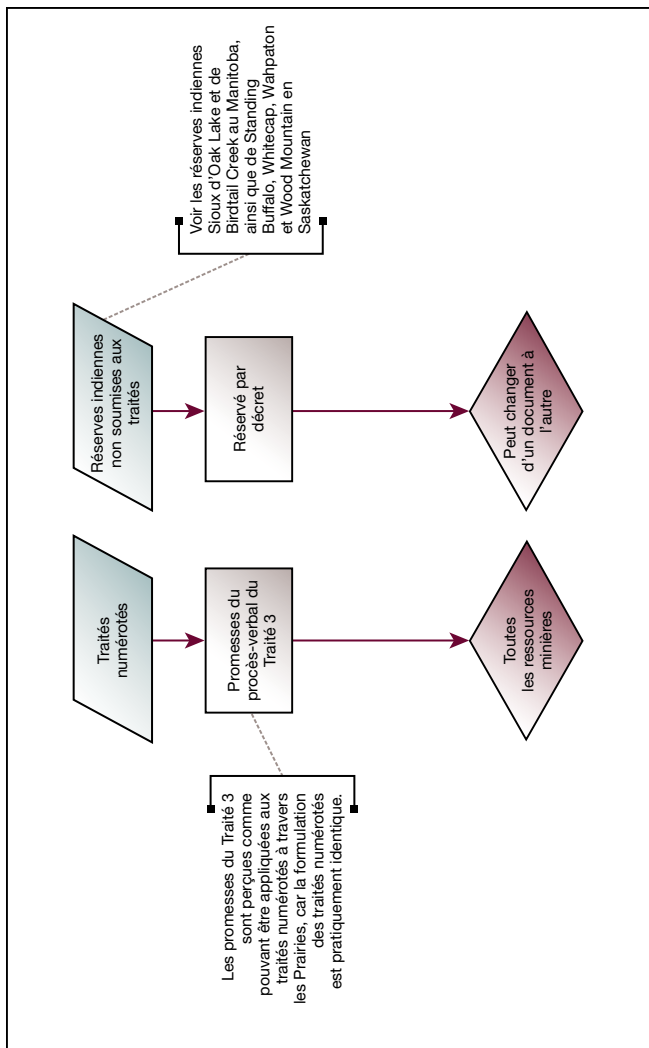 Traités
numérotés
Promesses du
procès-verbal du
Traité 3
Toutes
les ressources
minières
Les promesses du Traité 3
sont perçues comme
pouvant être appliquées aux
traités numérotés à travers
les Prairies, car la formulation
des traités numérotés
est pratiquement identique.
Réserves indiennes
non soumises aux
traités
Réservé par
décret
Peut changer
d'un document à
l'autre
Voir les réserves indiennes
Sioux d'Oak Lake et de
Birdtail Creek au Manitoba,
ainsi que de Standing
Buffalo, Whitecap, Wahpaton
et Wood Mountain en
Saskatchewan